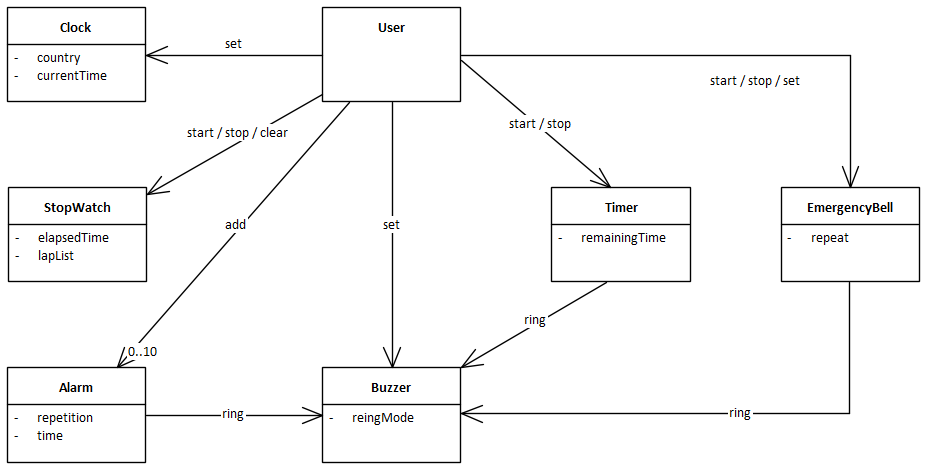 Clock
- country
- currentTime
set
User
start / stop / set
start / stop / clear
start / stop
StopWatch
- elapsedTime
- lapList
add
set
Timer
- remainingTime
EmergencyBell
- repeat
ring
0..10
Alarm
- repetition
- time
ring
Buzzer
- reingMode
ring